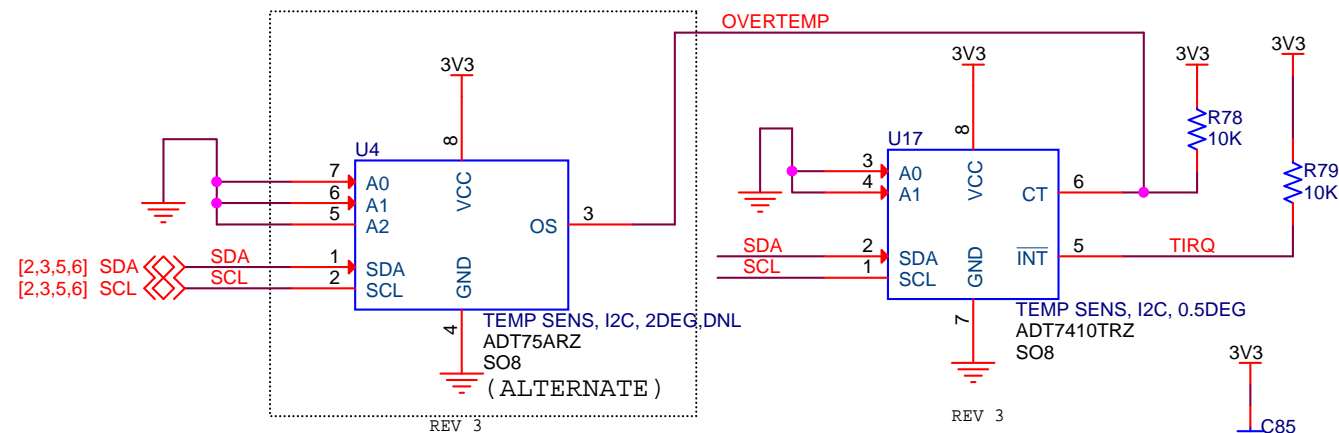 OVERTEMP
3V3
3V3
3V3
3V3
R78
10K
R79
10K
U4
8
VCC
7 A0
6 A1
5 A2
OS 3
[2,3,5,6] SDA SDA 1 SDA
[2,3,5,6] SCL SCL 2 SCL
GND
4
TEMP SENS, I2C, 2DEG,DNL
ADT75ARZ
SO8
(ALTERNATE)
REV 3
U17
8
VCC
3 A0
4 A1
CT 6
SDA 2 SDA
SCL 1 SCL
INT 5 TIRQ
GND
7
TEMP SENS, I2C, 0.5DEG
ADT7410TRZ
SO8
REV 3
3V3
C85